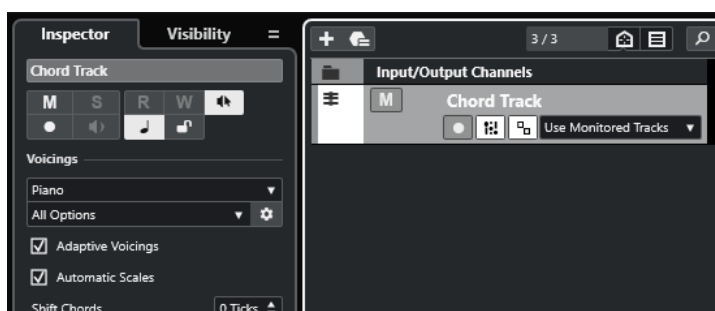 Inspector
Visibility
3 / 3
Chord Track
Input/Output Channels
M S R W
M
Chord Track
Use Monitored Tracks
Voicings
Piano
All Options
Adaptive Voicings
Automatic Scales
Shift Chords
0 Ticks